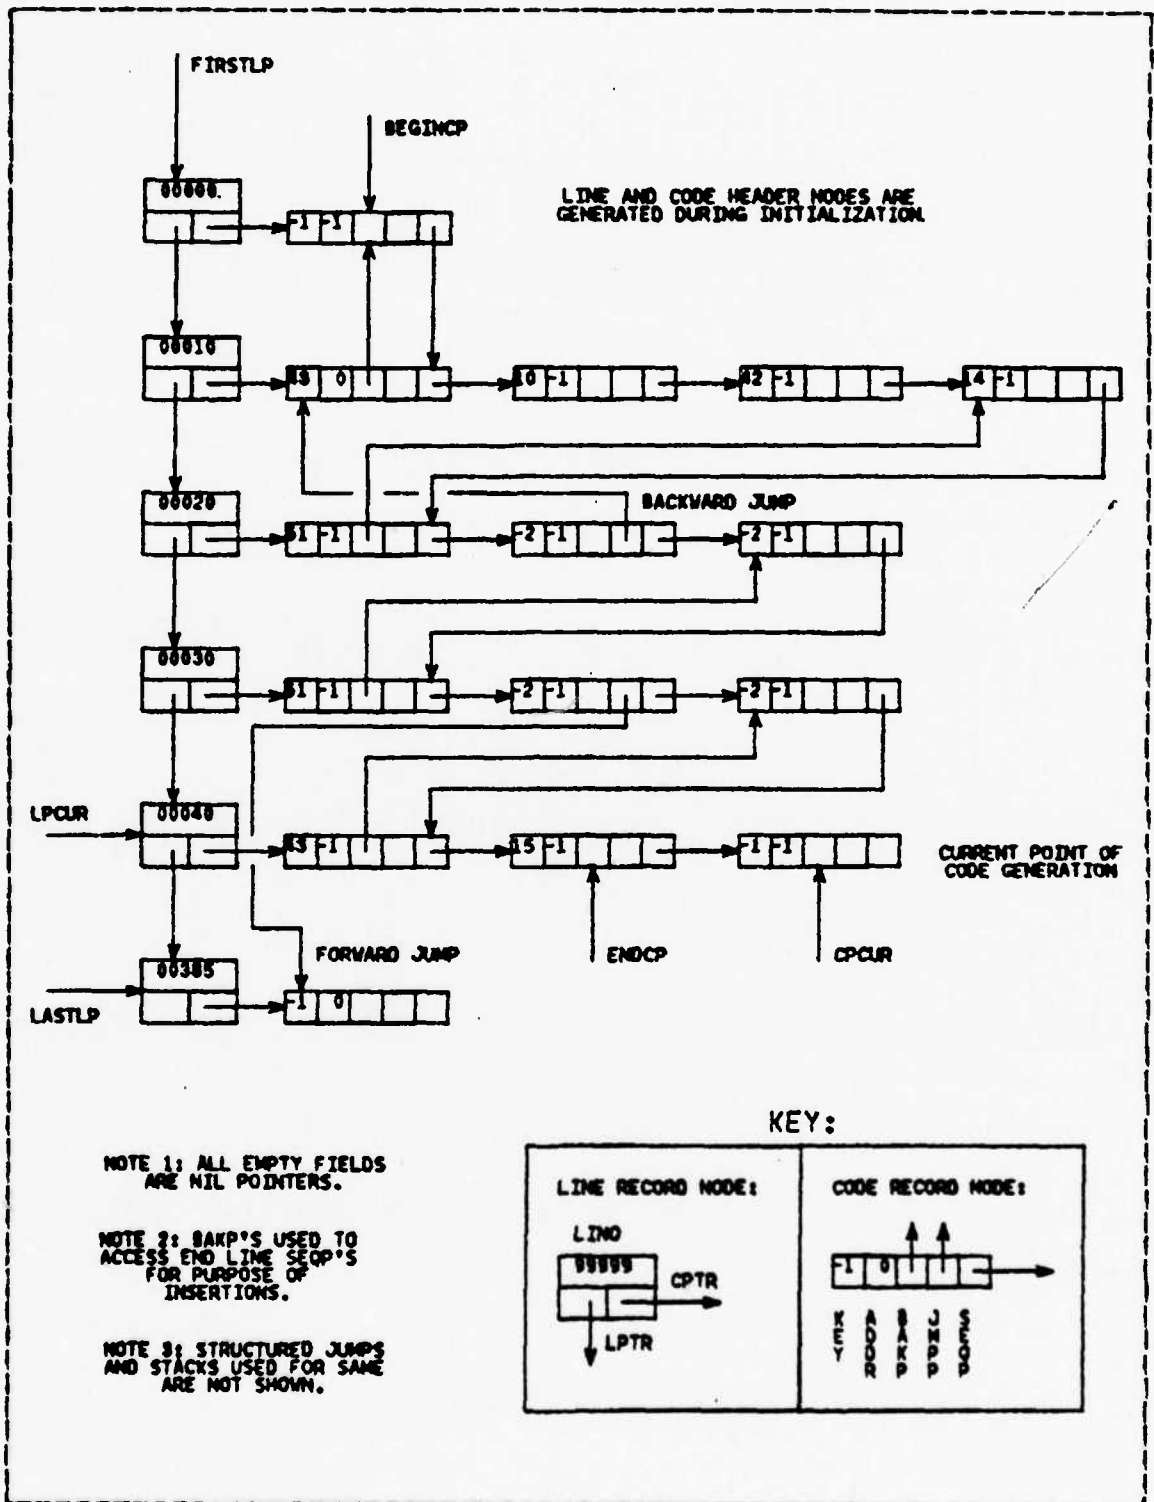 FIRSTLP
BEGINCP
00000
LINE AND CODE HEADER NODES ARE
GENERATED DURING INITIALIZATION.
-1 -1
00010
0 10 -1 42 -1 14 -1
00020
BACKWARD JUMP
-1 -2 -1 -2 -1
00030
-1 -2 -1 -2 -1
LPCUR
00040
-1 15 -1 -1 -1
CURRENT POINT OF
CODE GENERATION
FORWARD JUMP
ENDCP
CPCUR
LASTLP
-1 0
KEY:
NOTE 1: ALL EMPTY FIELDS
ARE NIL POINTERS.
NOTE 2: BAKP'S USED TO
ACCESS END LINE SEQP'S
FOR PURPOSE OF
INSERTIONS.
NOTE 3: STRUCTURED JUMPS
AND STACKS USED FOR SAME
ARE NOT SHOWN.
LINE RECORD NODE:
LINO
99999
CPTR
LPTR
CODE RECORD NODE:
-1 0
KEY
ADDR
BAKP
JMPP
SEQP